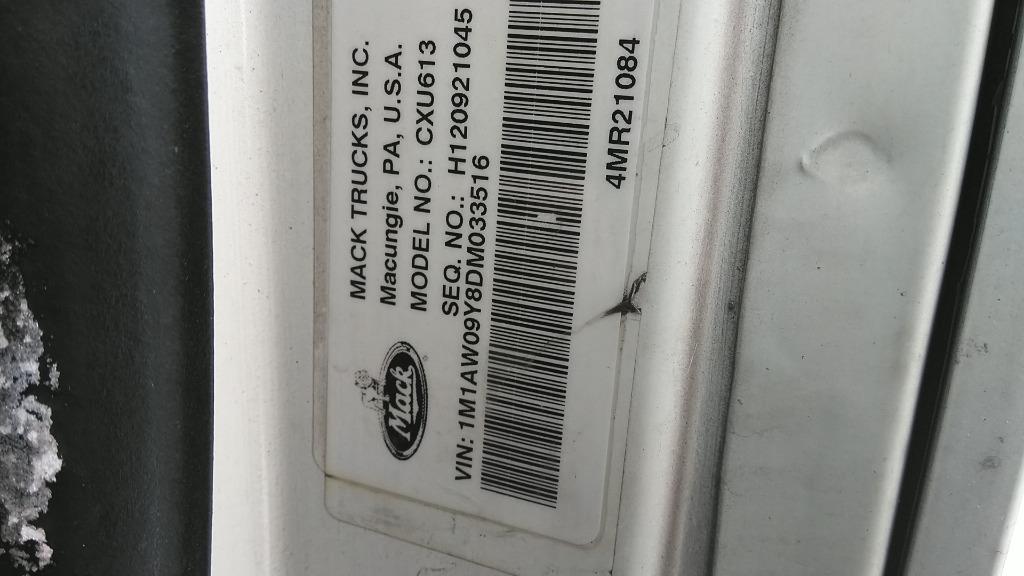 MACK TRUCKS, INC.
Macungie, PA, U.S.A.
MODEL NO.: CXU613
SEQ. NO.: H120921045
Mack
VIN: 1M1AW09Y8DM033516
4MR21084